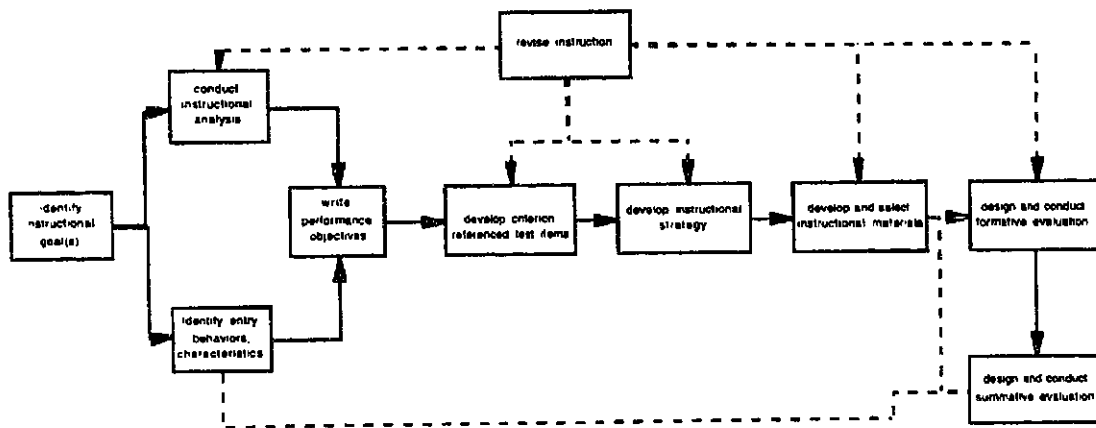 revise instruction
conduct
instructional
analysis
identify
instructional
goal(s)
write
performance
objectives
develop criterion
referenced test items
develop instructional
strategy
develop and select
instructional materials
design and conduct
formative evaluation
identify entry
behaviors,
characteristics
design and conduct
summative evaluation